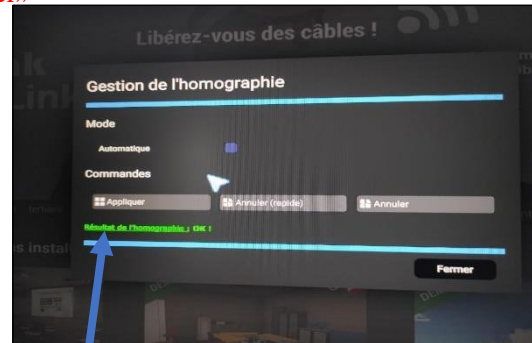 Libérez-vous des câbles !
Gestion de l'homographie
Mode
Automatique
Commandes
Appliquer
Annuler (rapide)
Annuler
Résultat de l'homographie : OK !
Fermer